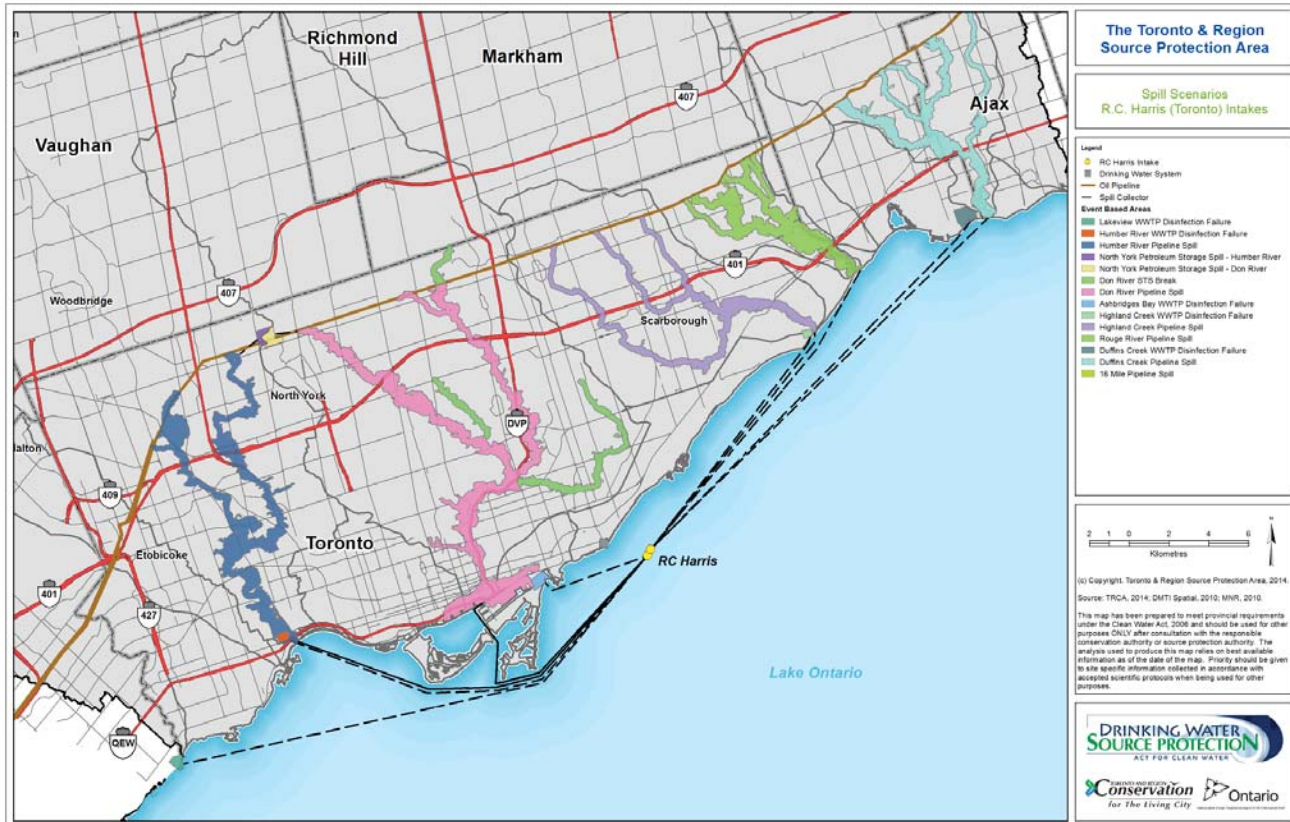 Richmond
Hill
Markham
Vaughan
Ajax
407
407
401
Woodbridge
Scarborough
North York
DVP
409
Etobicoke
Toronto
401
427
QEW
RC Harris
Lake Ontario
The Toronto & Region
Source Protection Area
Spill Scenarios
R.C. Harris (Toronto) Intakes
Legend
RC Harris Intake
Drinking Water System
Oil Pipeline
Spill Collector
Event Based Areas
Lakeview WWTP Disinfection Failure
Humber River WWTP Disinfection Failure
Humber River Pipeline Spill
North York Petroleum Storage Spill - Humber River
North York Petroleum Storage Spill - Don River
Don River STS Break
Don River Pipeline Spill
Ashbridges Bay WWTP Disinfection Failure
Highland Creek WWTP Disinfection Failure
Highland Creek Pipeline Spill
Rouge River Pipeline Spill
Duffins Creek WWTP Disinfection Failure
Duffins Creek Pipeline Spill
16 Mile Pipeline Spill
2 1 0 2 4 6
Kilometres
(c) Copyright. Toronto & Region Source Protection Area, 2014.
Source: TRCA, 2014; DMTI Spatial, 2010; MNR, 2010.
This map has been prepared to meet provincial requirements
under the Clean Water Act, 2006 and should be used for other
purposes ONLY after consultation with the responsible
conservation authority or source protection authority. The
analysis used to produce this map relies on best available
information as of the date of the map. Priority should be given
to site specific information collected in accordance with
accepted scientific protocols when being used for other
purposes.
DRINKING WATER
SOURCE PROTECTION
ACT FOR CLEAN WATER
TORONTO AND REGION
Conservation
for The Living City
Ontario